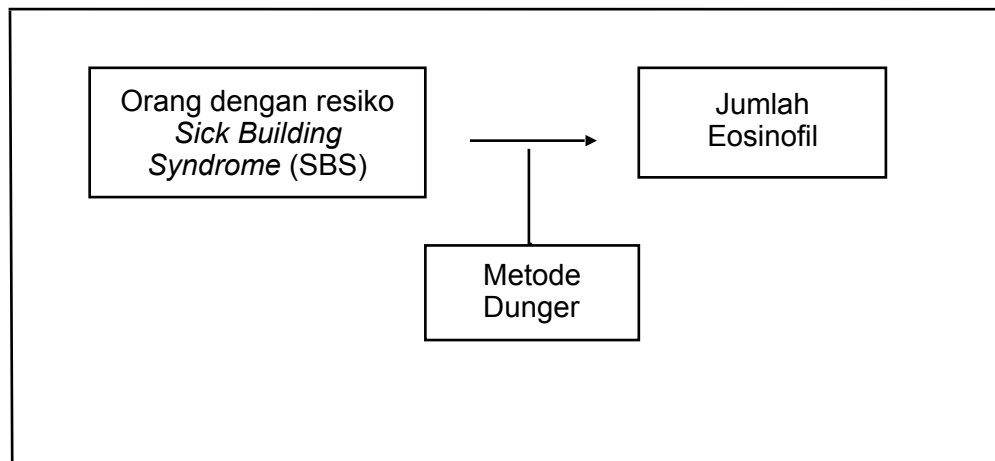 Orang dengan resiko
Sick Building
Syndrome (SBS)
Jumlah
Eosinofil
Metode
Dunger